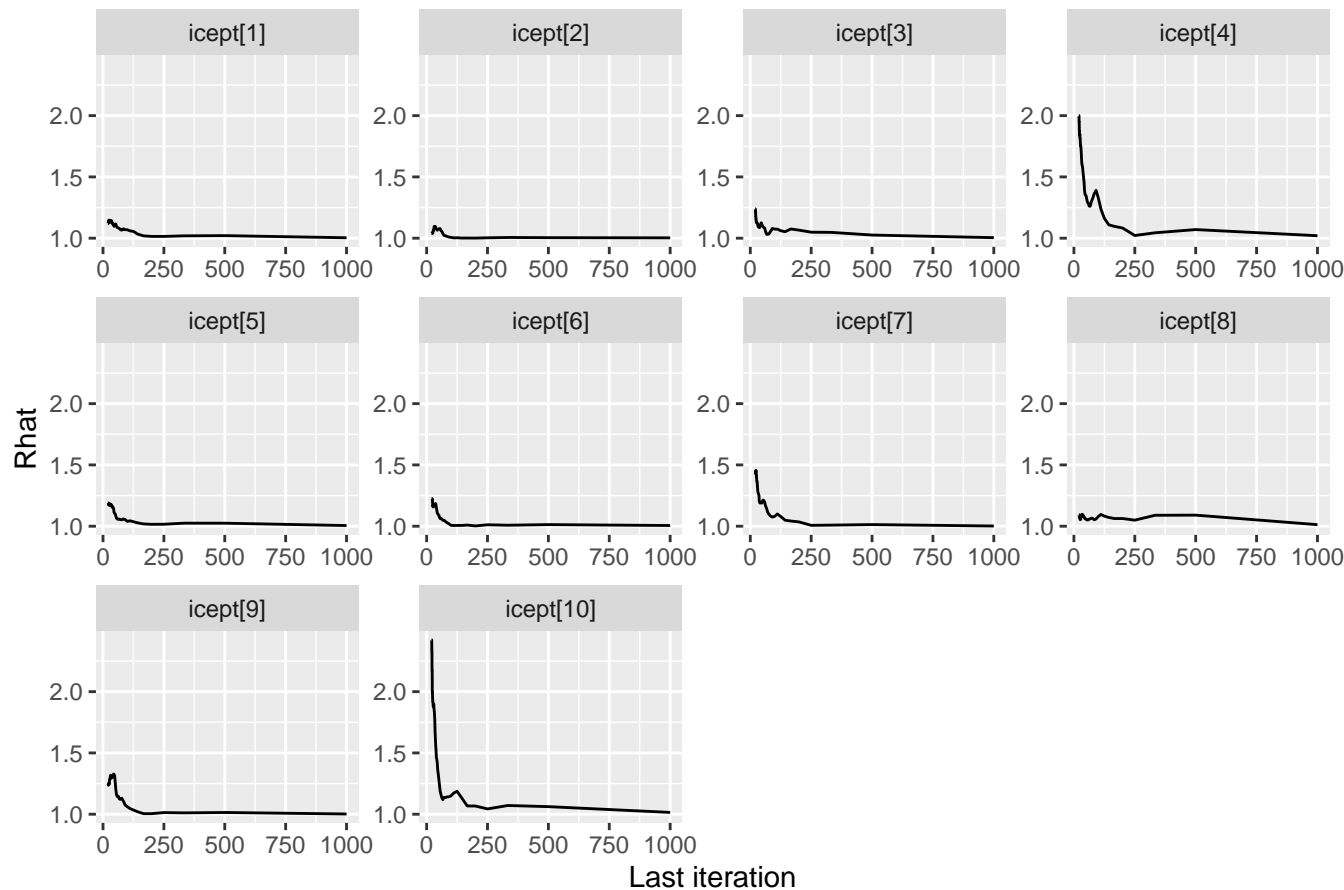 icept[1] icept[2] icept[3] icept[4]
2.0 2.0 2.0 2.0
1.5 1.5 1.5 1.5
1.0 1.0 1.0 1.0
0 250 500 750 1000 0 250 500 750 1000 0 250 500 750 1000 0 250 500 750 1000
icept[5] icept[6] icept[7] icept[8]
2.0 2.0 2.0 2.0
Rhat
1.5 1.5 1.5 1.5
1.0 1.0 1.0 1.0
0 250 500 750 1000 0 250 500 750 1000 0 250 500 750 1000 0 250 500 750 1000
icept[9] icept[10]
2.0 2.0
1.5 1.5
1.0 1.0
0 250 500 750 1000 0 250 500 750 1000
Last iteration